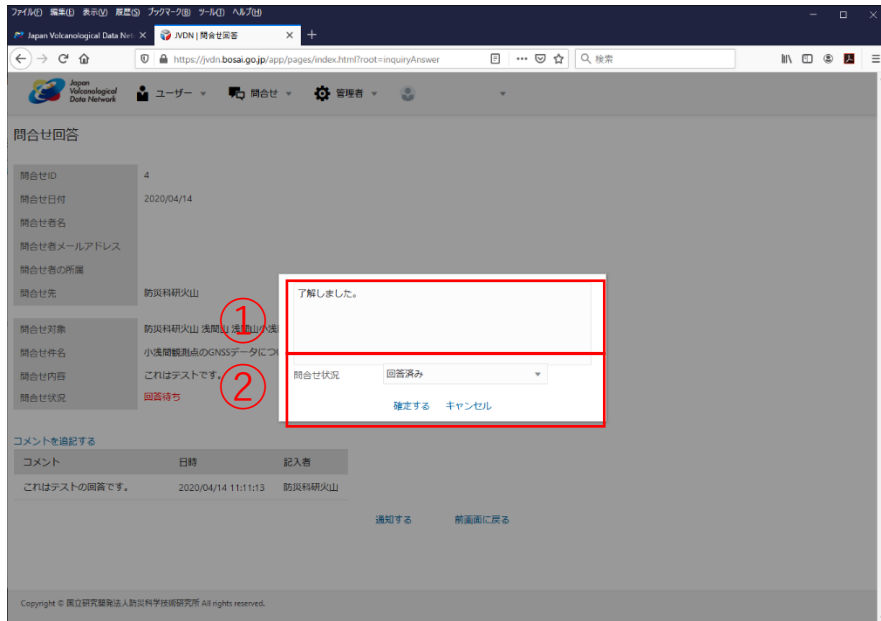 ファイル(F) 編集(E) 表示(V) 履歴(S) ブックマーク(B) ツール(T) ヘルプ(H)
Japan Volcanological Data Net
JVDN | 問合せ回答
https://jvdn.bosai.go.jp/app/pages/index.html?root=inquiryAnswer
検索
Japan
Volcanological
Data Network
ユーザー
問合せ
管理者
問合せ回答
問合せID 4
問合せ日付 2020/04/14
問合せ者名
問合せ者メールアドレス
問合せ者の所属
問合せ先 防災科研火山
問合せ対象 防災科研火山 浅間山 浅間山小浅
問合せ件名 小浅間観測点のGNSSデータにつ
問合せ内容 これはテストです。
問合せ状況 回答待ち
①
了解しました。
②
問合せ状況 回答済み
確定する キャンセル
コメントを追記する
コメント 日時 記入者
これはテストの回答です。 2020/04/14 11:11:13 防災科研火山
通知する 前画面に戻る
Copyright © 国立研究開発法人防災科学技術研究所 All rights reserved.